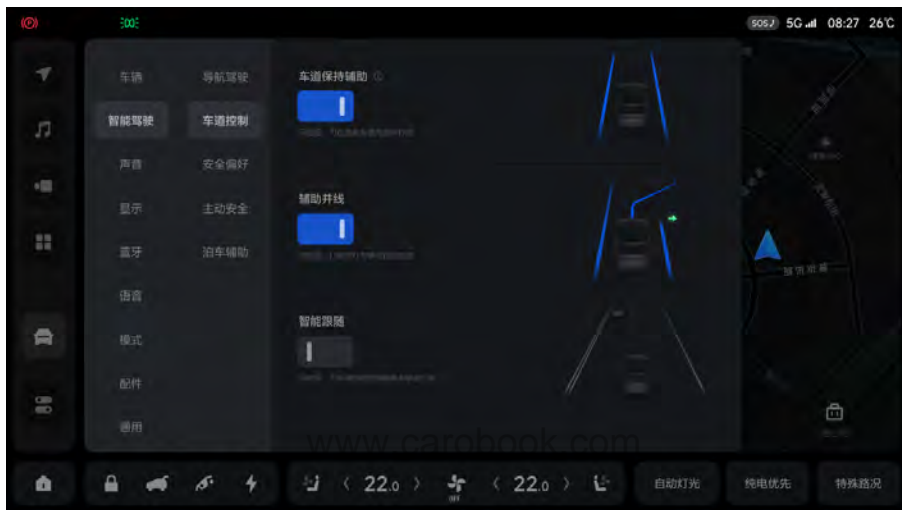 SOS 5G 08:27 26℃
车辆 导航驾驶
智能驾驶 车道控制
声音 安全偏好
显示 主动安全
蓝牙 泊车辅助
语言
模式
配件
通用
车道保持辅助
辅助并线
智能跟随
www.carobook.com
22.0
OFF
22.0
自动灯光
纯电优先
特殊路况